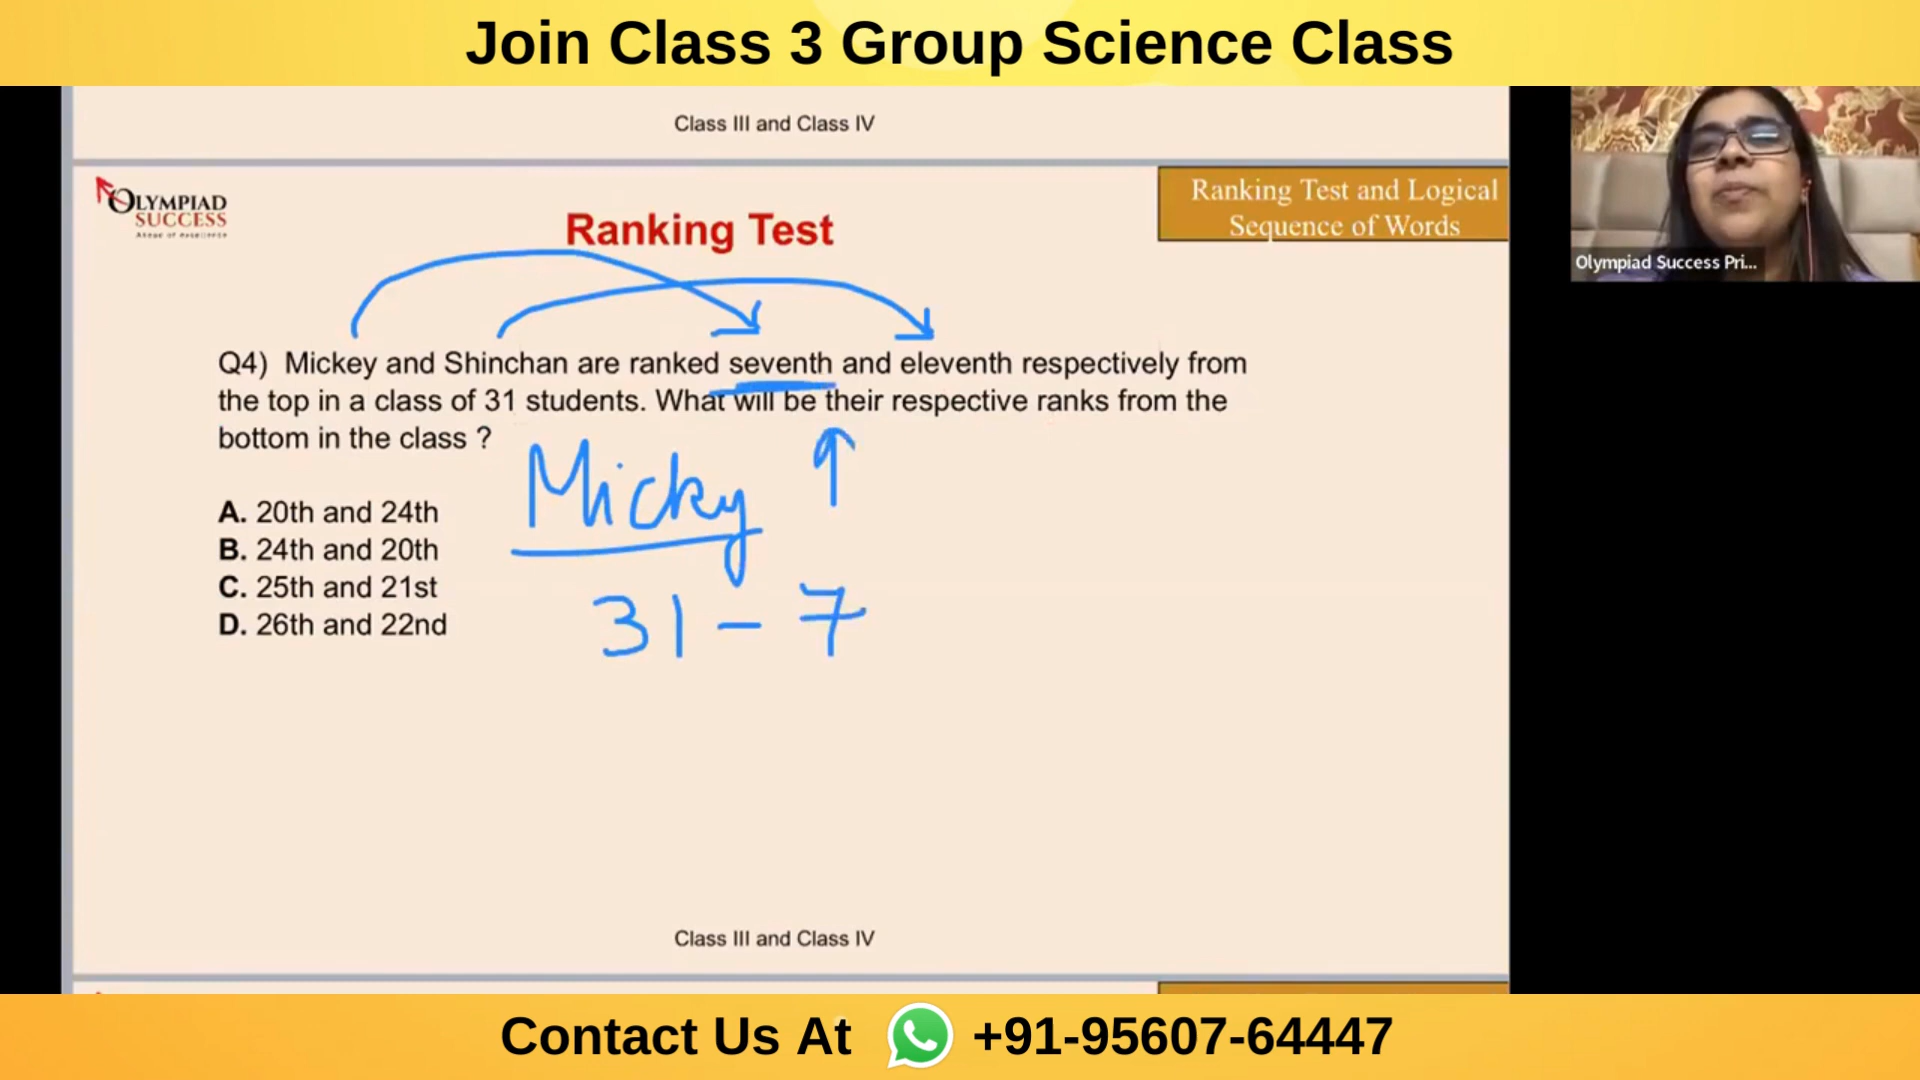 Join Class 3 Group Science Class
Class III and Class IV
OLYMPIAD
SUCCESS
Ranking Test and Logical
Sequence of Words
Ranking Test
Olympiad Success Pri...
Q4) Mickey and Shinchan are ranked seventh and eleventh respectively from
the top in a class of 31 students. What will be their respective ranks from the
bottom in the class ?
Micky
A. 20th and 24th
B. 24th and 20th
C. 25th and 21st
D. 26th and 22nd
31 - 7
Class III and Class IV
Contact Us At +91-95607-64447